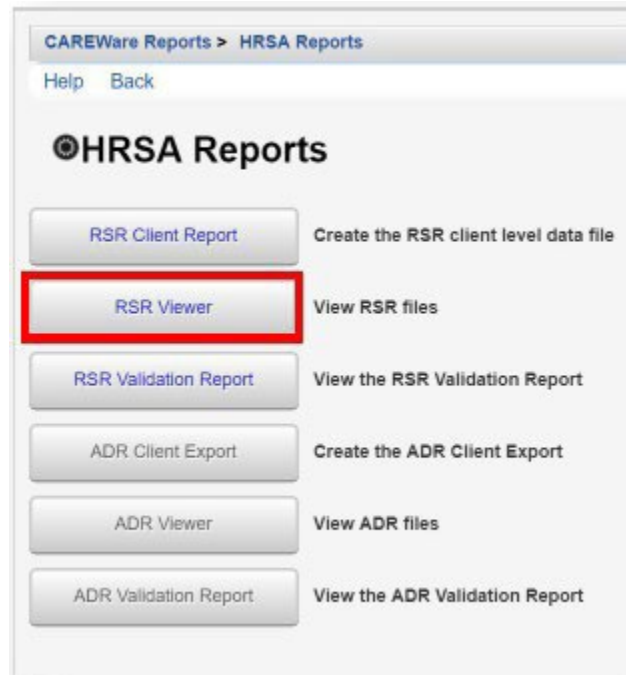 CAREWare Reports > HRSA Reports
Help Back
HRSA Reports
RSR Client Report Create the RSR client level data file
RSR Viewer View RSR files
RSR Validation Report View the RSR Validation Report
ADR Client Export Create the ADR Client Export
ADR Viewer View ADR files
ADR Validation Report View the ADR Validation Report